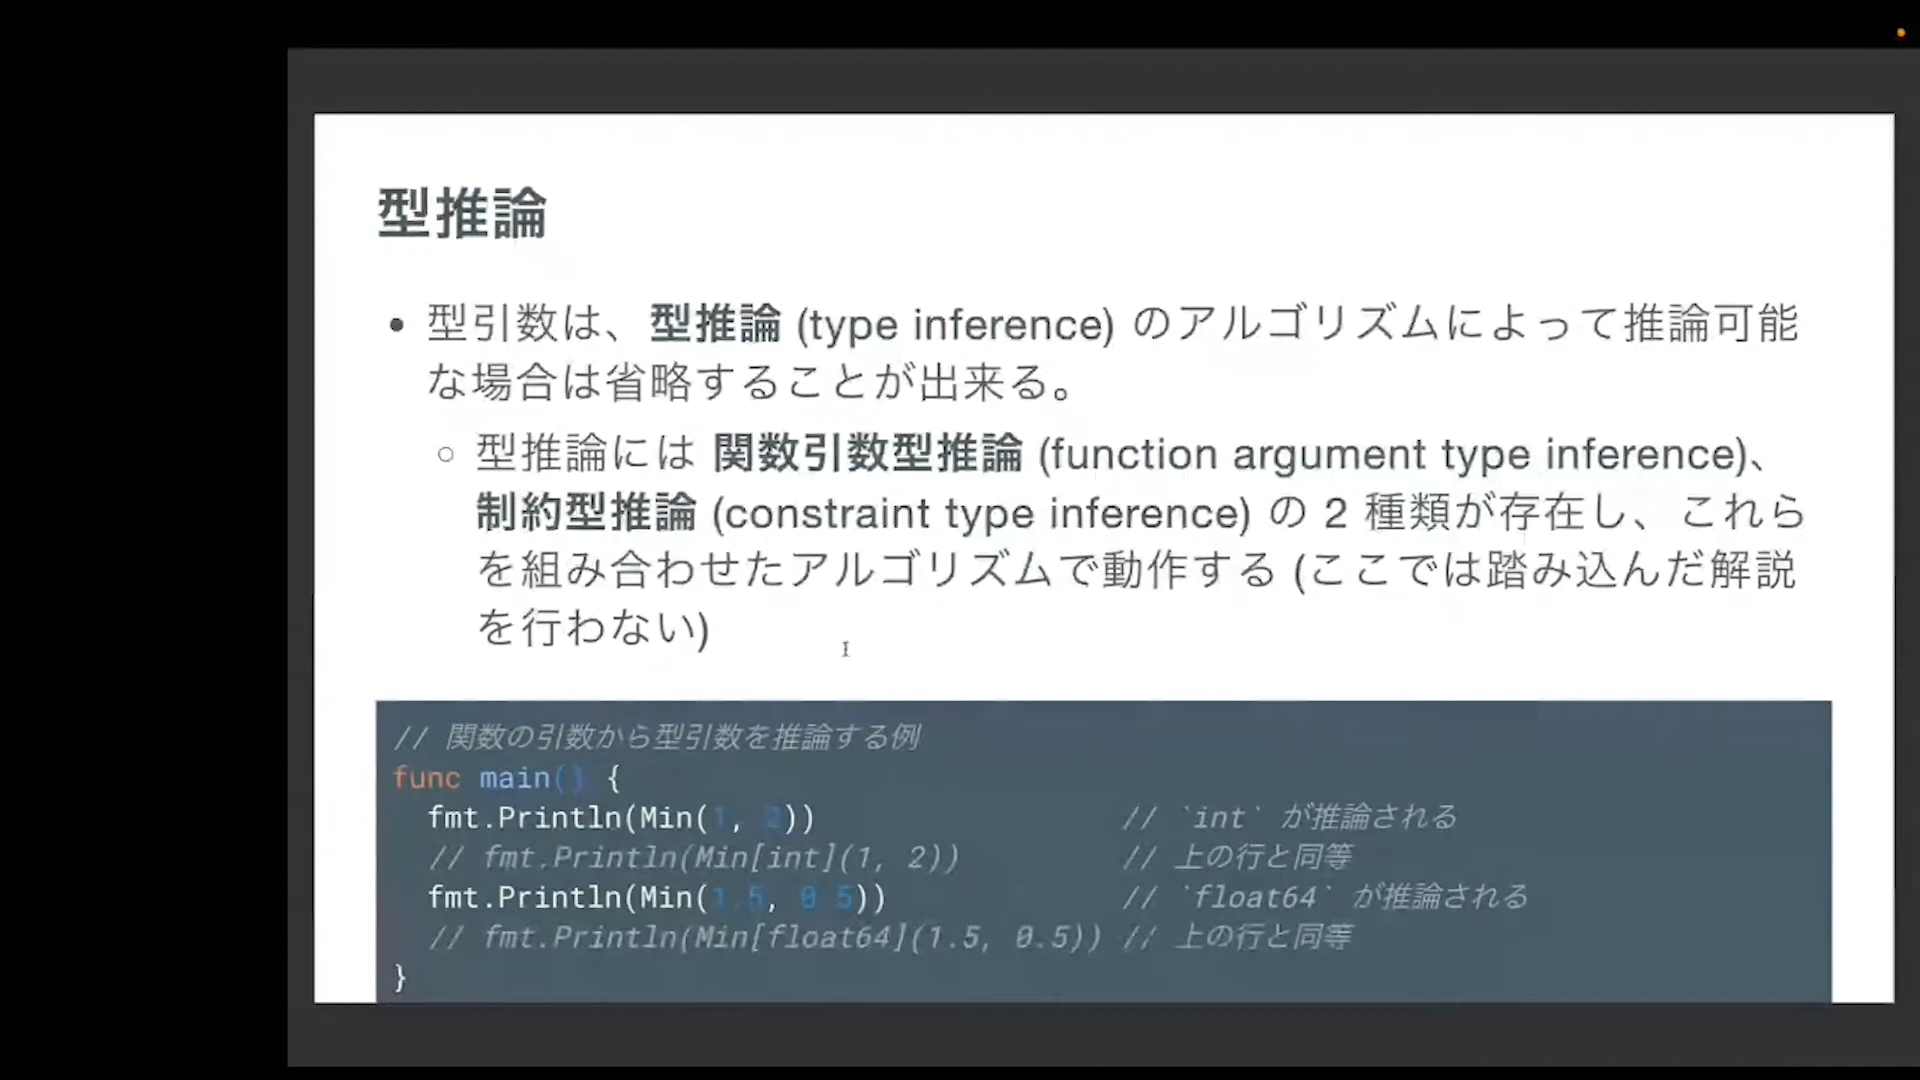 型推論
• 型引数は、型推論 (type inference) のアルゴリズムによって推論可能
な場合は省略することが出来る。
○ 型推論には 関数引数型推論 (function argument type inference)、
制約型推論 (constraint type inference) の 2 種類が存在し、これら
を組み合わせたアルゴリズムで動作する (ここでは踏み込んだ解説
を行わない)
// 関数の引数から型引数を推論する例
func main() {
fmt.Println(Min(1, 2)) // `int` が推論される
// fmt.Println(Min[int](1, 2)) // 上の行と同等
fmt.Println(Min(1.5, 0.5)) // `float64` が推論される
// fmt.Println(Min[float64](1.5, 0.5)) // 上の行と同等
}